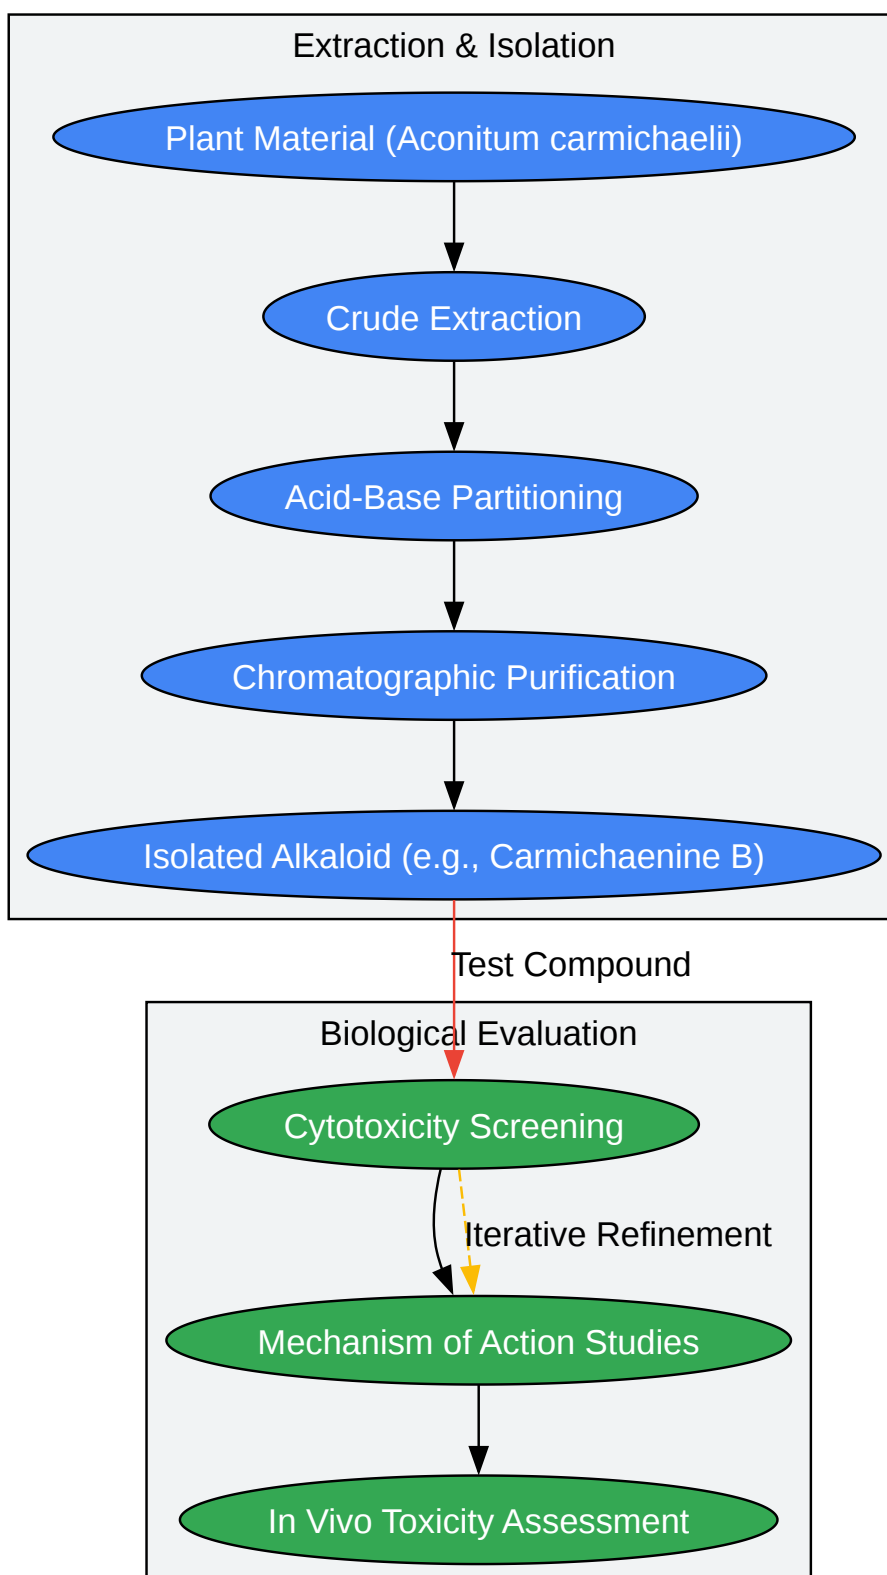 Extraction & Isolation
Plant Material (Aconitum carmichaelii)
Crude Extraction
Acid-Base Partitioning
Chromatographic Purification
Isolated Alkaloid (e.g., Carmichaenine B)
Test Compound
Biological Evaluation
Cytotoxicity Screening
Iterative Refinement
Mechanism of Action Studies
In Vivo Toxicity Assessment